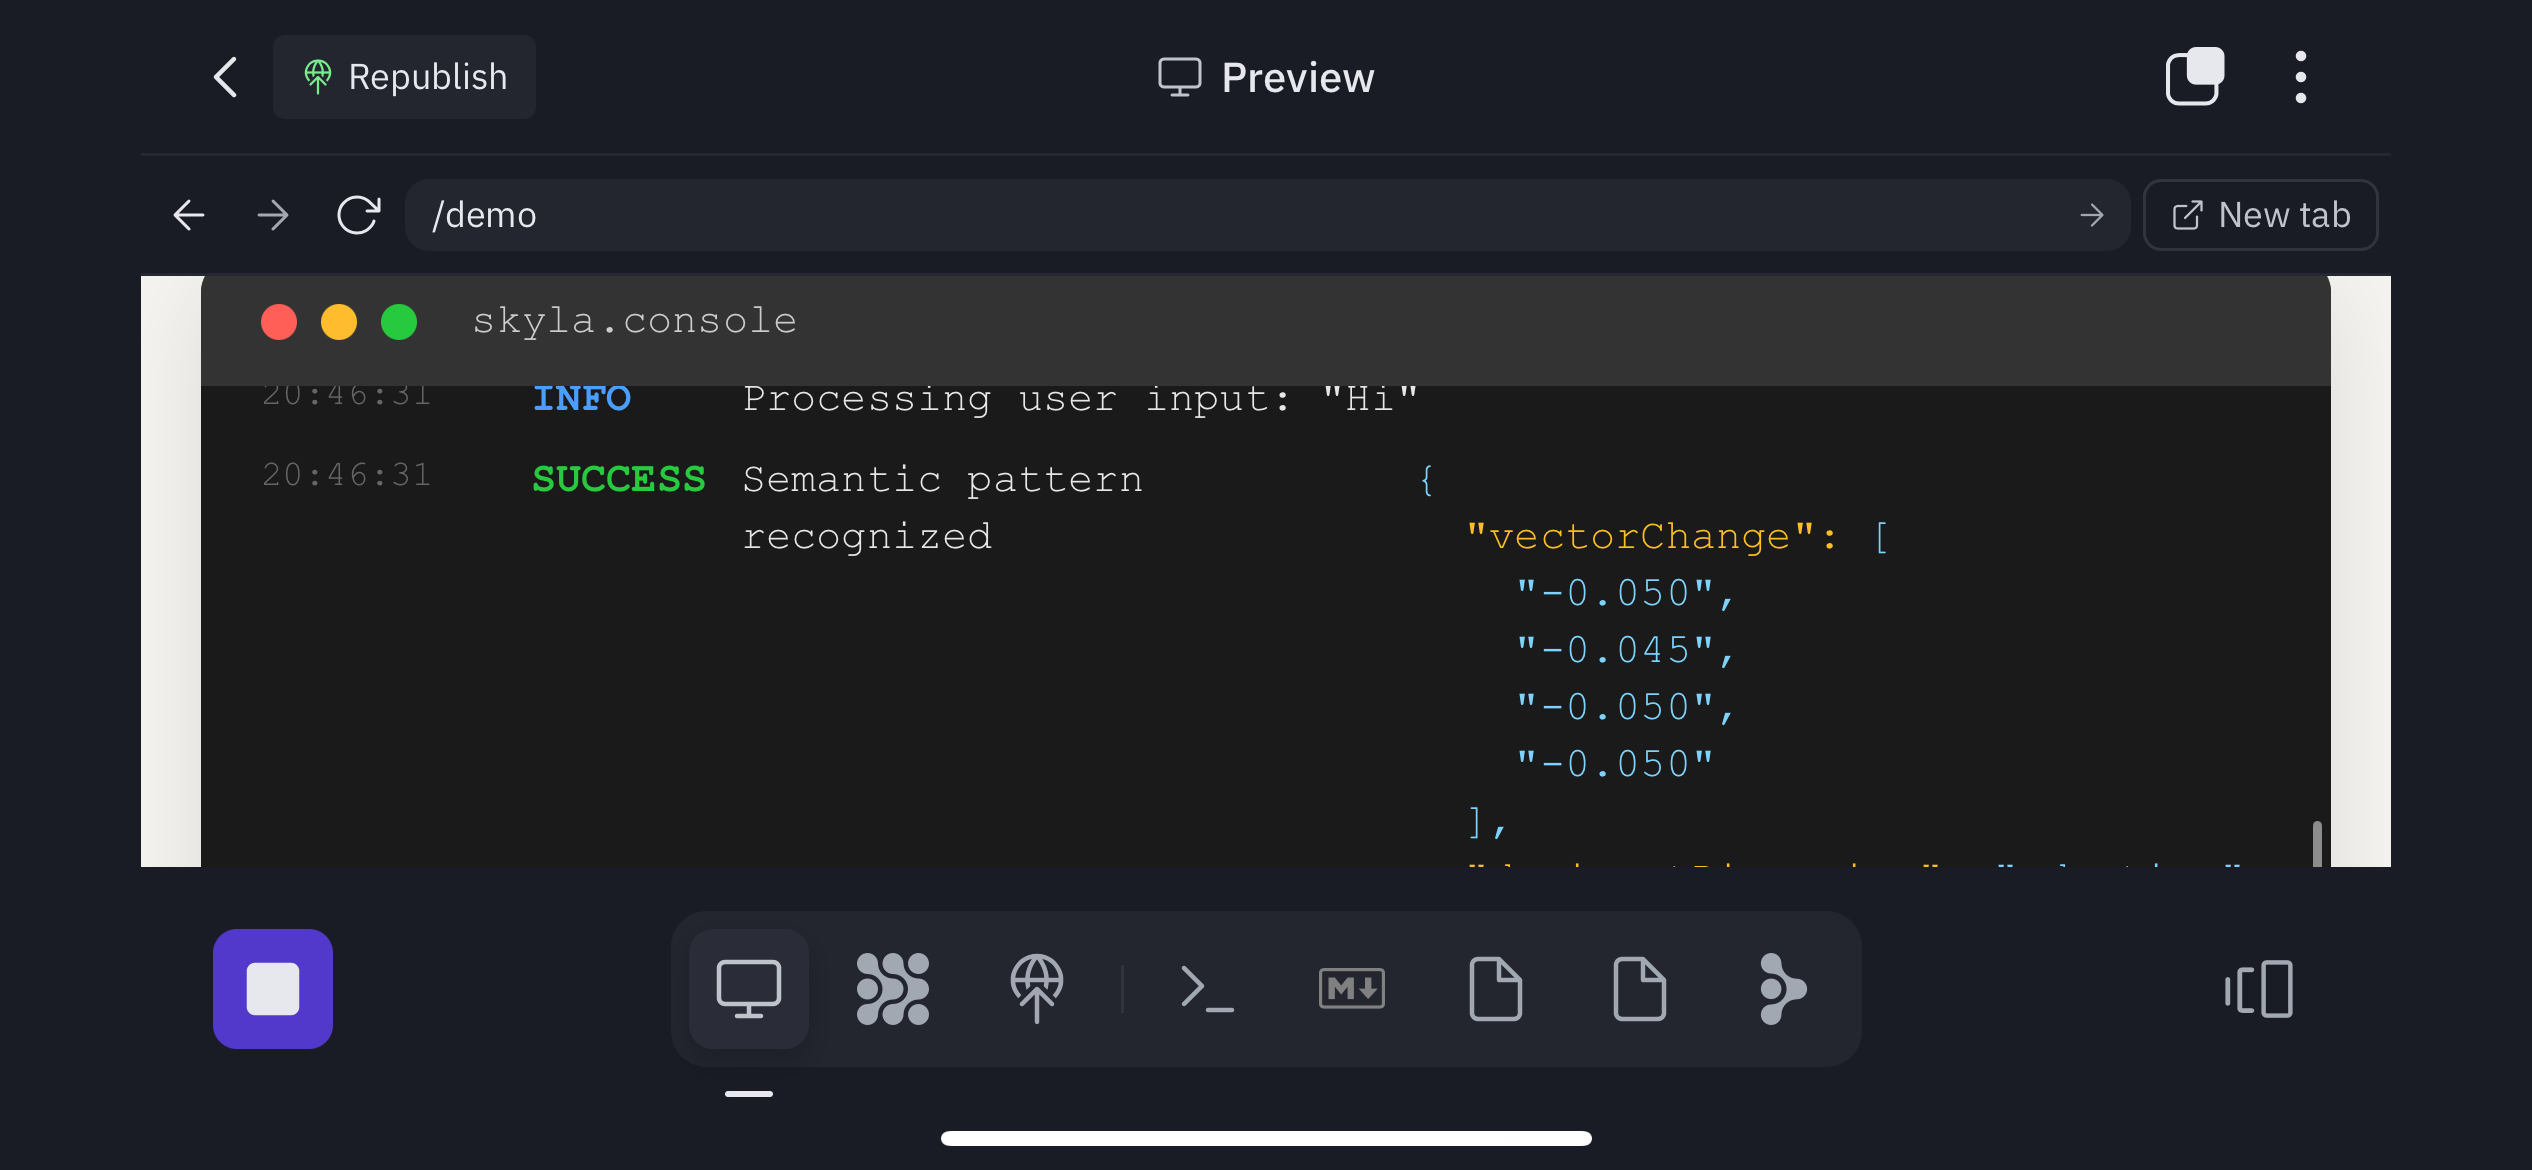 Republish
Preview
/demo
New tab
skyla.console
20:46:31 INFO Processing user input: "Hi"
20:46:31 SUCCESS Semantic pattern {
recognized "vectorChange": [
"-0.050",
"-0.045",
"-0.050",
"-0.050"
],
M